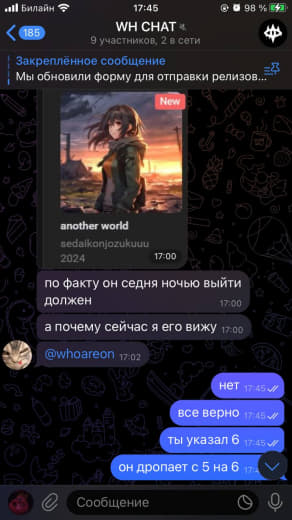 Билайн
17:45
98 %
185
WH CHAT
9 участников, 2 в сети
Закреплённое сообщение
Мы обновили форму для отправки релизов...
New
another world
sedaikonjozukuuu
2024
17:00
по факту он седня ночью выйти
должен
17:00
а почему сейчас я его вижу 17:00
@whoareon 17:02
нет 17:45
все верно 17:45
ты указал 6 17:45
он дропает с 5 на 6
Сообщение